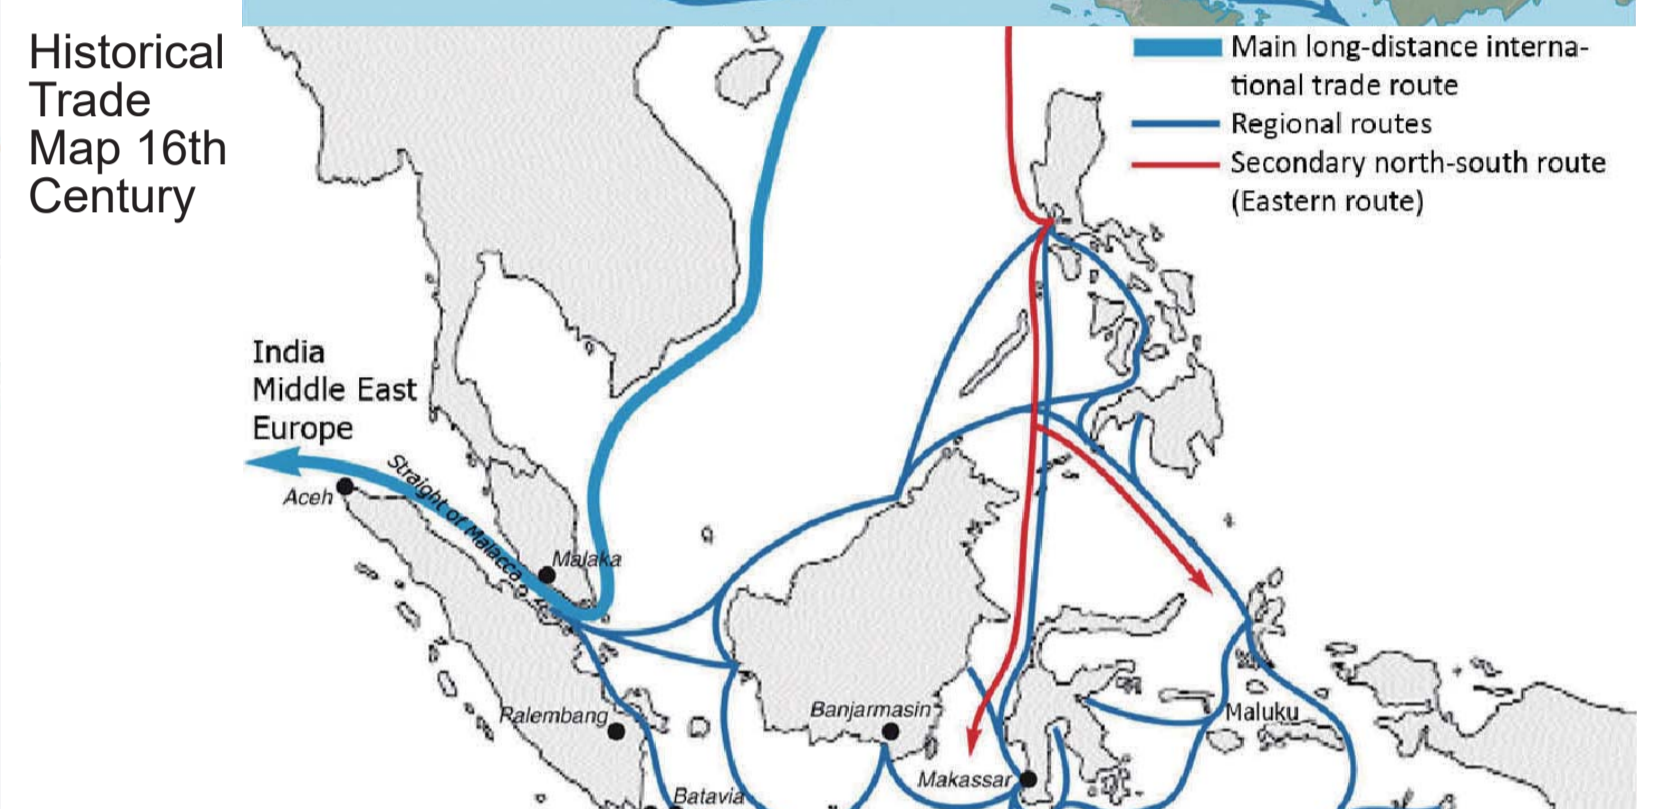 Historical
Trade
Map 16th
Century
Main long-distance interna-
tional trade route
Regional routes
Secondary north-south route
(Eastern route)
India
Middle East
Europe
Aceh
Straight of Malacca
Malaka
Palembang
Banjarmasin
Maluku
Makassar
Batavia